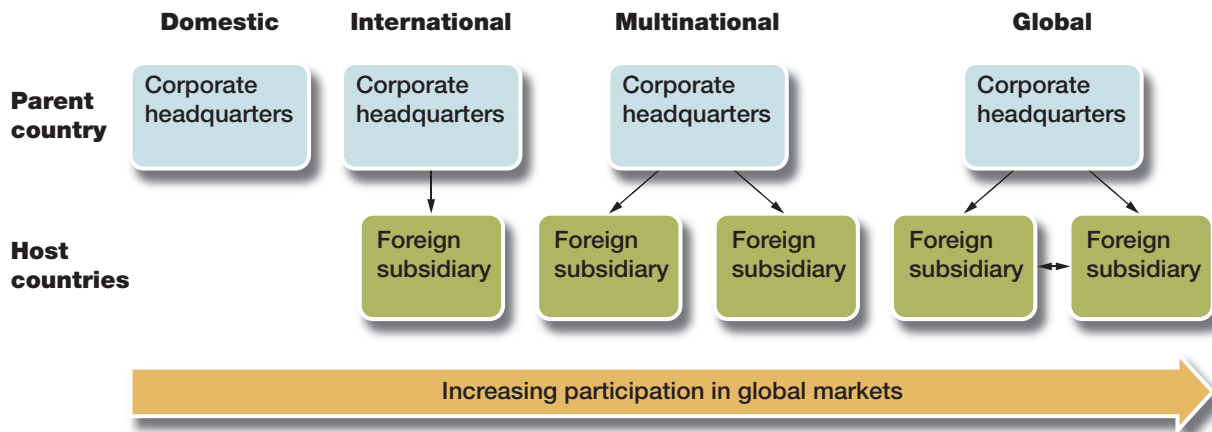 Domestic
International
Multinational
Global
Parent
country
Corporate
headquarters
Corporate
headquarters
Corporate
headquarters
Corporate
headquarters
Host
countries
Foreign
subsidiary
Foreign
subsidiary
Foreign
subsidiary
Foreign
subsidiary
Foreign
subsidiary
Increasing participation in global markets